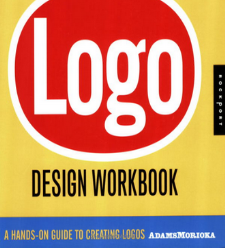 Logo
ROCKPORT
DESIGN WORKBOOK
A HANDS-ON GUIDE TO CREATING LOGOS ADAMSMORIOKA